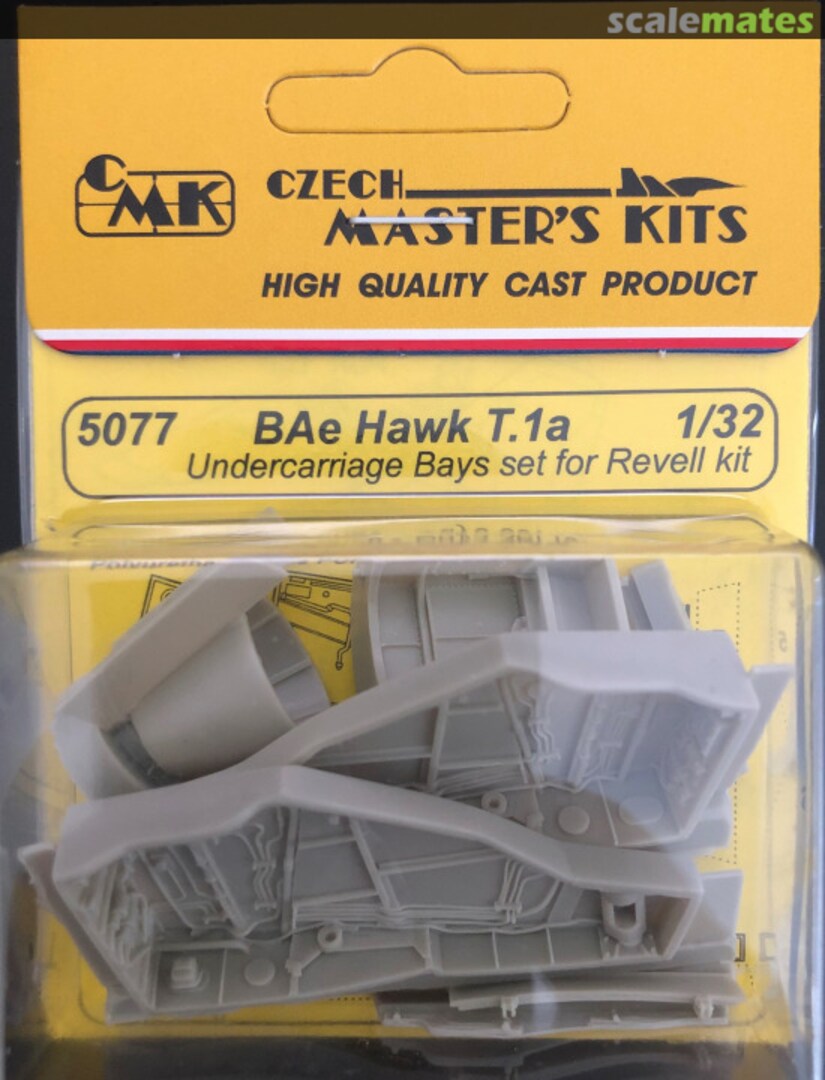 scalemates
CMK
CZECH
MASTER'S KITS
HIGH QUALITY CAST PRODUCT
5077 BAe Hawk T.1a 1/32
Undercarriage Bays set for Revell kit